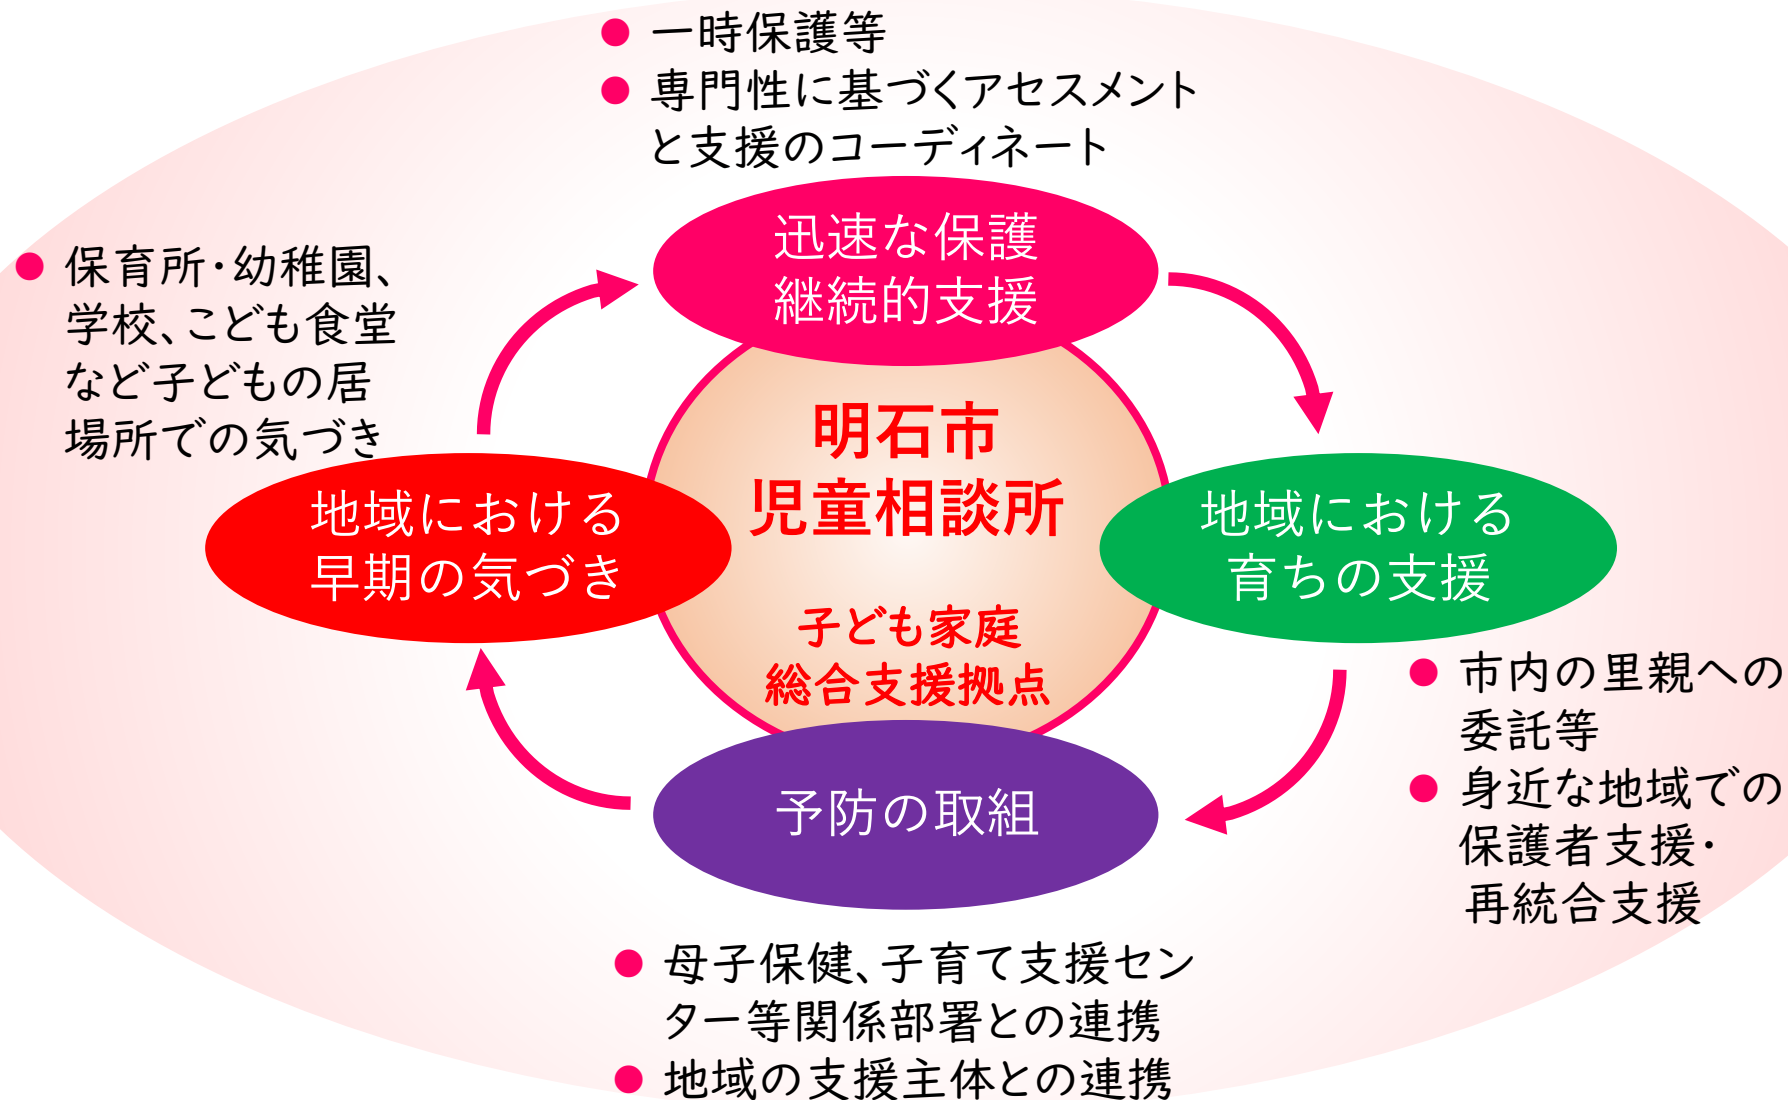 一時保護等
専門性に基づくアセスメント
と支援のコーディネート
迅速な保護
継続的支援
保育所・幼稚園、
学校、こども食堂
など子どもの居
場所での気づき
地域における
早期の気づき
明石市
児童相談所
子ども家庭
総合支援拠点
地域における
育ちの支援
市内の里親への
委託等
身近な地域での
保護者支援・
再統合支援
予防の取組
母子保健、子育て支援セン
ター等関係部署との連携
地域の支援主体との連携